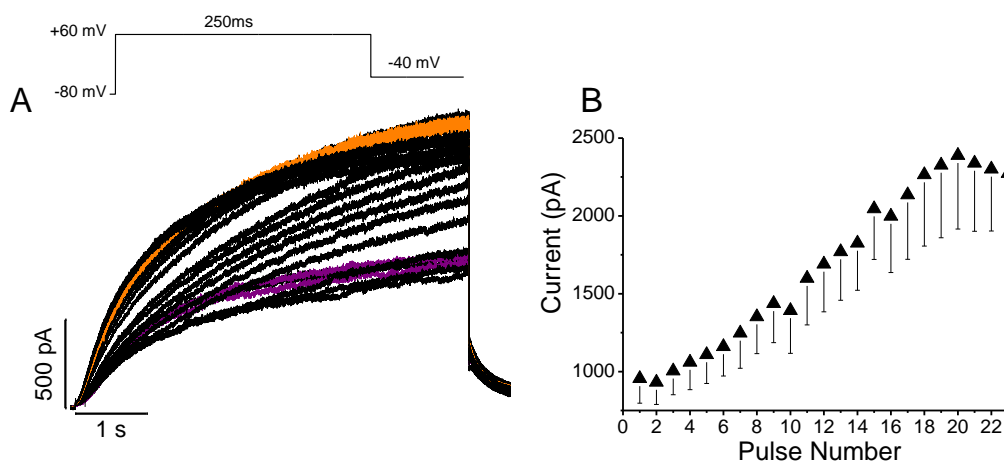 250ms
+60 mV
-40 mV
-80 mV
A
500 pA
1 s
B
2500
2000
1500
1000
Current (pA)
0 2 4 6 8 10 12 14 16 18 20 22
Pulse Number